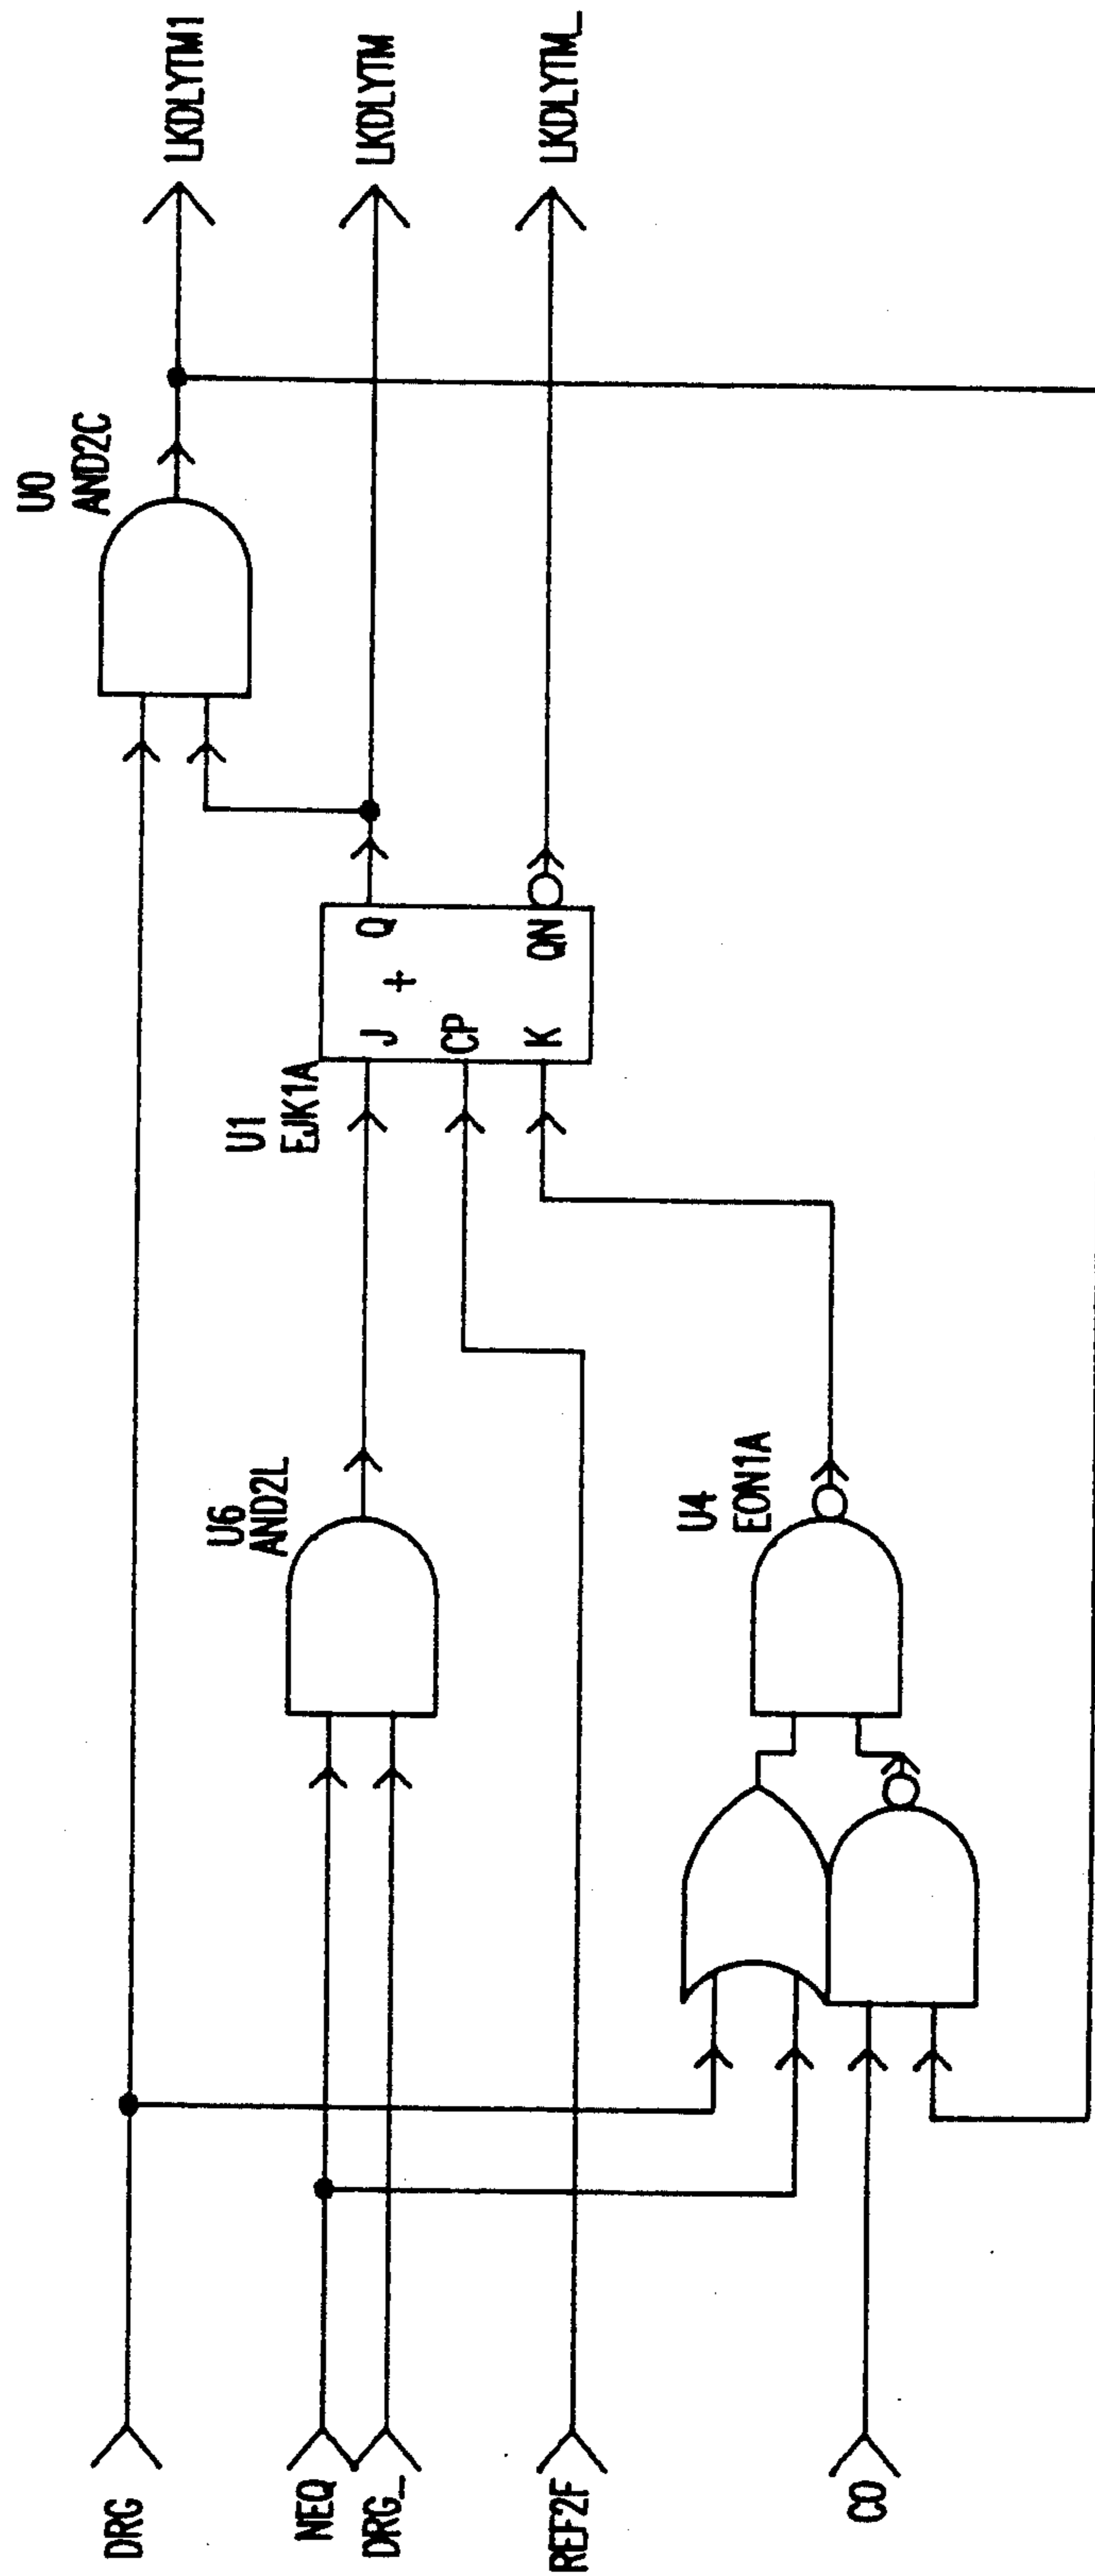 U0
AND2C
LKDLYTM1
LKDLYTM
LKDLYTM_
U1
EJK1A
J
Q
+
CP
K
QN
U6
AND2L
U4
EON1A
DRG
NEQ
DRG_
REF2F
CO